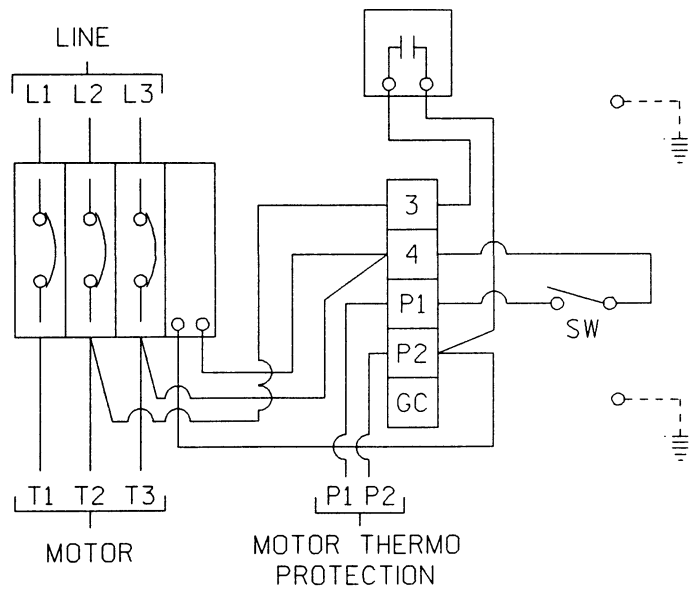 LINE
L1 L2 L3
3
4
P1
SW
P2
GC
T1 T2 T3
P1 P2
MOTOR
MOTOR THERMO
PROTECTION